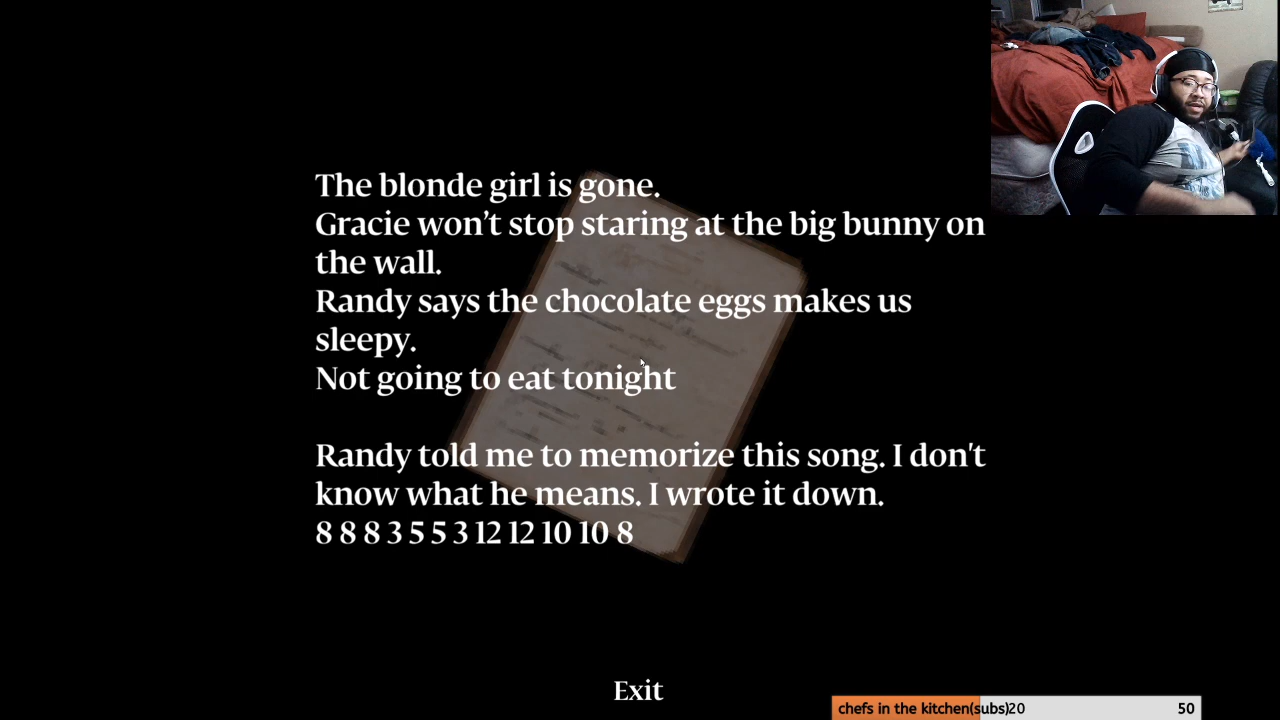 The blonde girl is gone.
Gracie won’t stop staring at the big bunny on
the wall.
Randy says the chocolate eggs makes us
sleepy.
Not going to eat tonight
Randy told me to memorize this song. I don't
know what he means. I wrote it down.
8 8 8 3 5 5 3 12 12 10 10 8
Exit
chefs in the kitchen(subs)20 50